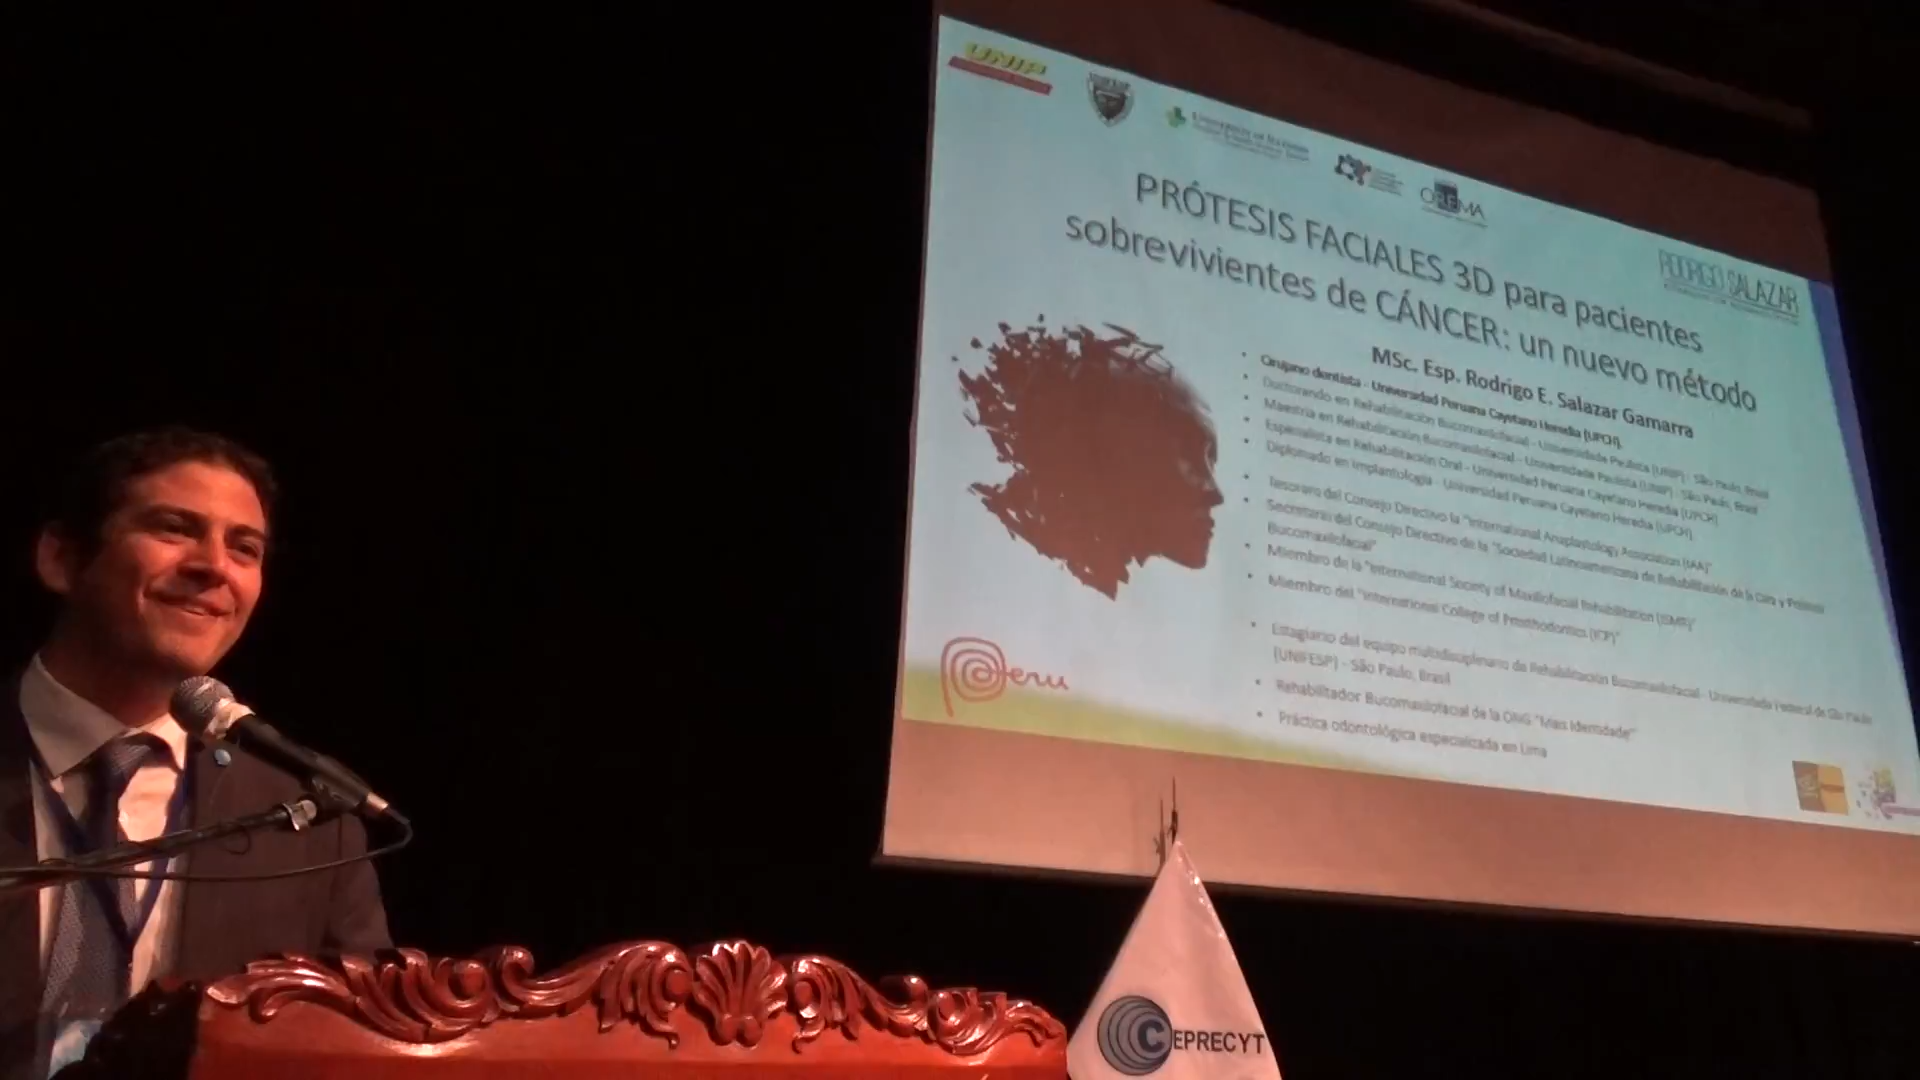 UNIP
OREMA
RODRIGO SALAZAR
PRÓTESIS FACIALES 3D para pacientes
sobrevivientes de CÁNCER: un nuevo método
MSc. Esp. Rodrigo E. Salazar Gamarra
• Cirujano dentista - Universidad Peruana Cayetano Heredia (UPCH).
• Doctorando en Rehabilitación Bucomaxilofacial - Universidade Paulista (UNIP) - São Paulo, Brasil
• Maestría en Rehabilitación Bucomaxilofacial - Universidade Paulista (UNIP) - São Paulo, Brasil
• Especialista en Rehabilitación Oral - Universidad Peruana Cayetano Heredia (UPCH)
• Diplomado en Implantología - Universidad Peruana Cayetano Heredia (UPCH).
• Tesorero del Consejo Directivo la "International Anaplastology Association (IAA)"
• Secretario del Consejo Directivo de la "Sociedad Latinoamericana de Rehabilitación de la Cara y Prótesis
Bucomaxilofacial"
• Miembro de la "International Society of Maxillofacial Rehabilitation (ISMR)"
• Miembro del "International College of Prosthodontics (ICP)"
• Estagiario del equipo multidisciplinario de Rehabilitación Bucomaxilofacial - Universidade Federal de São Paulo
(UNIFESP) - São Paulo, Brasil
• Rehabilitador Bucomaxilofacial de la ONG "Mais Identidade"
• Práctica odontológica especializada en Lima
Peru
CEPRECYT